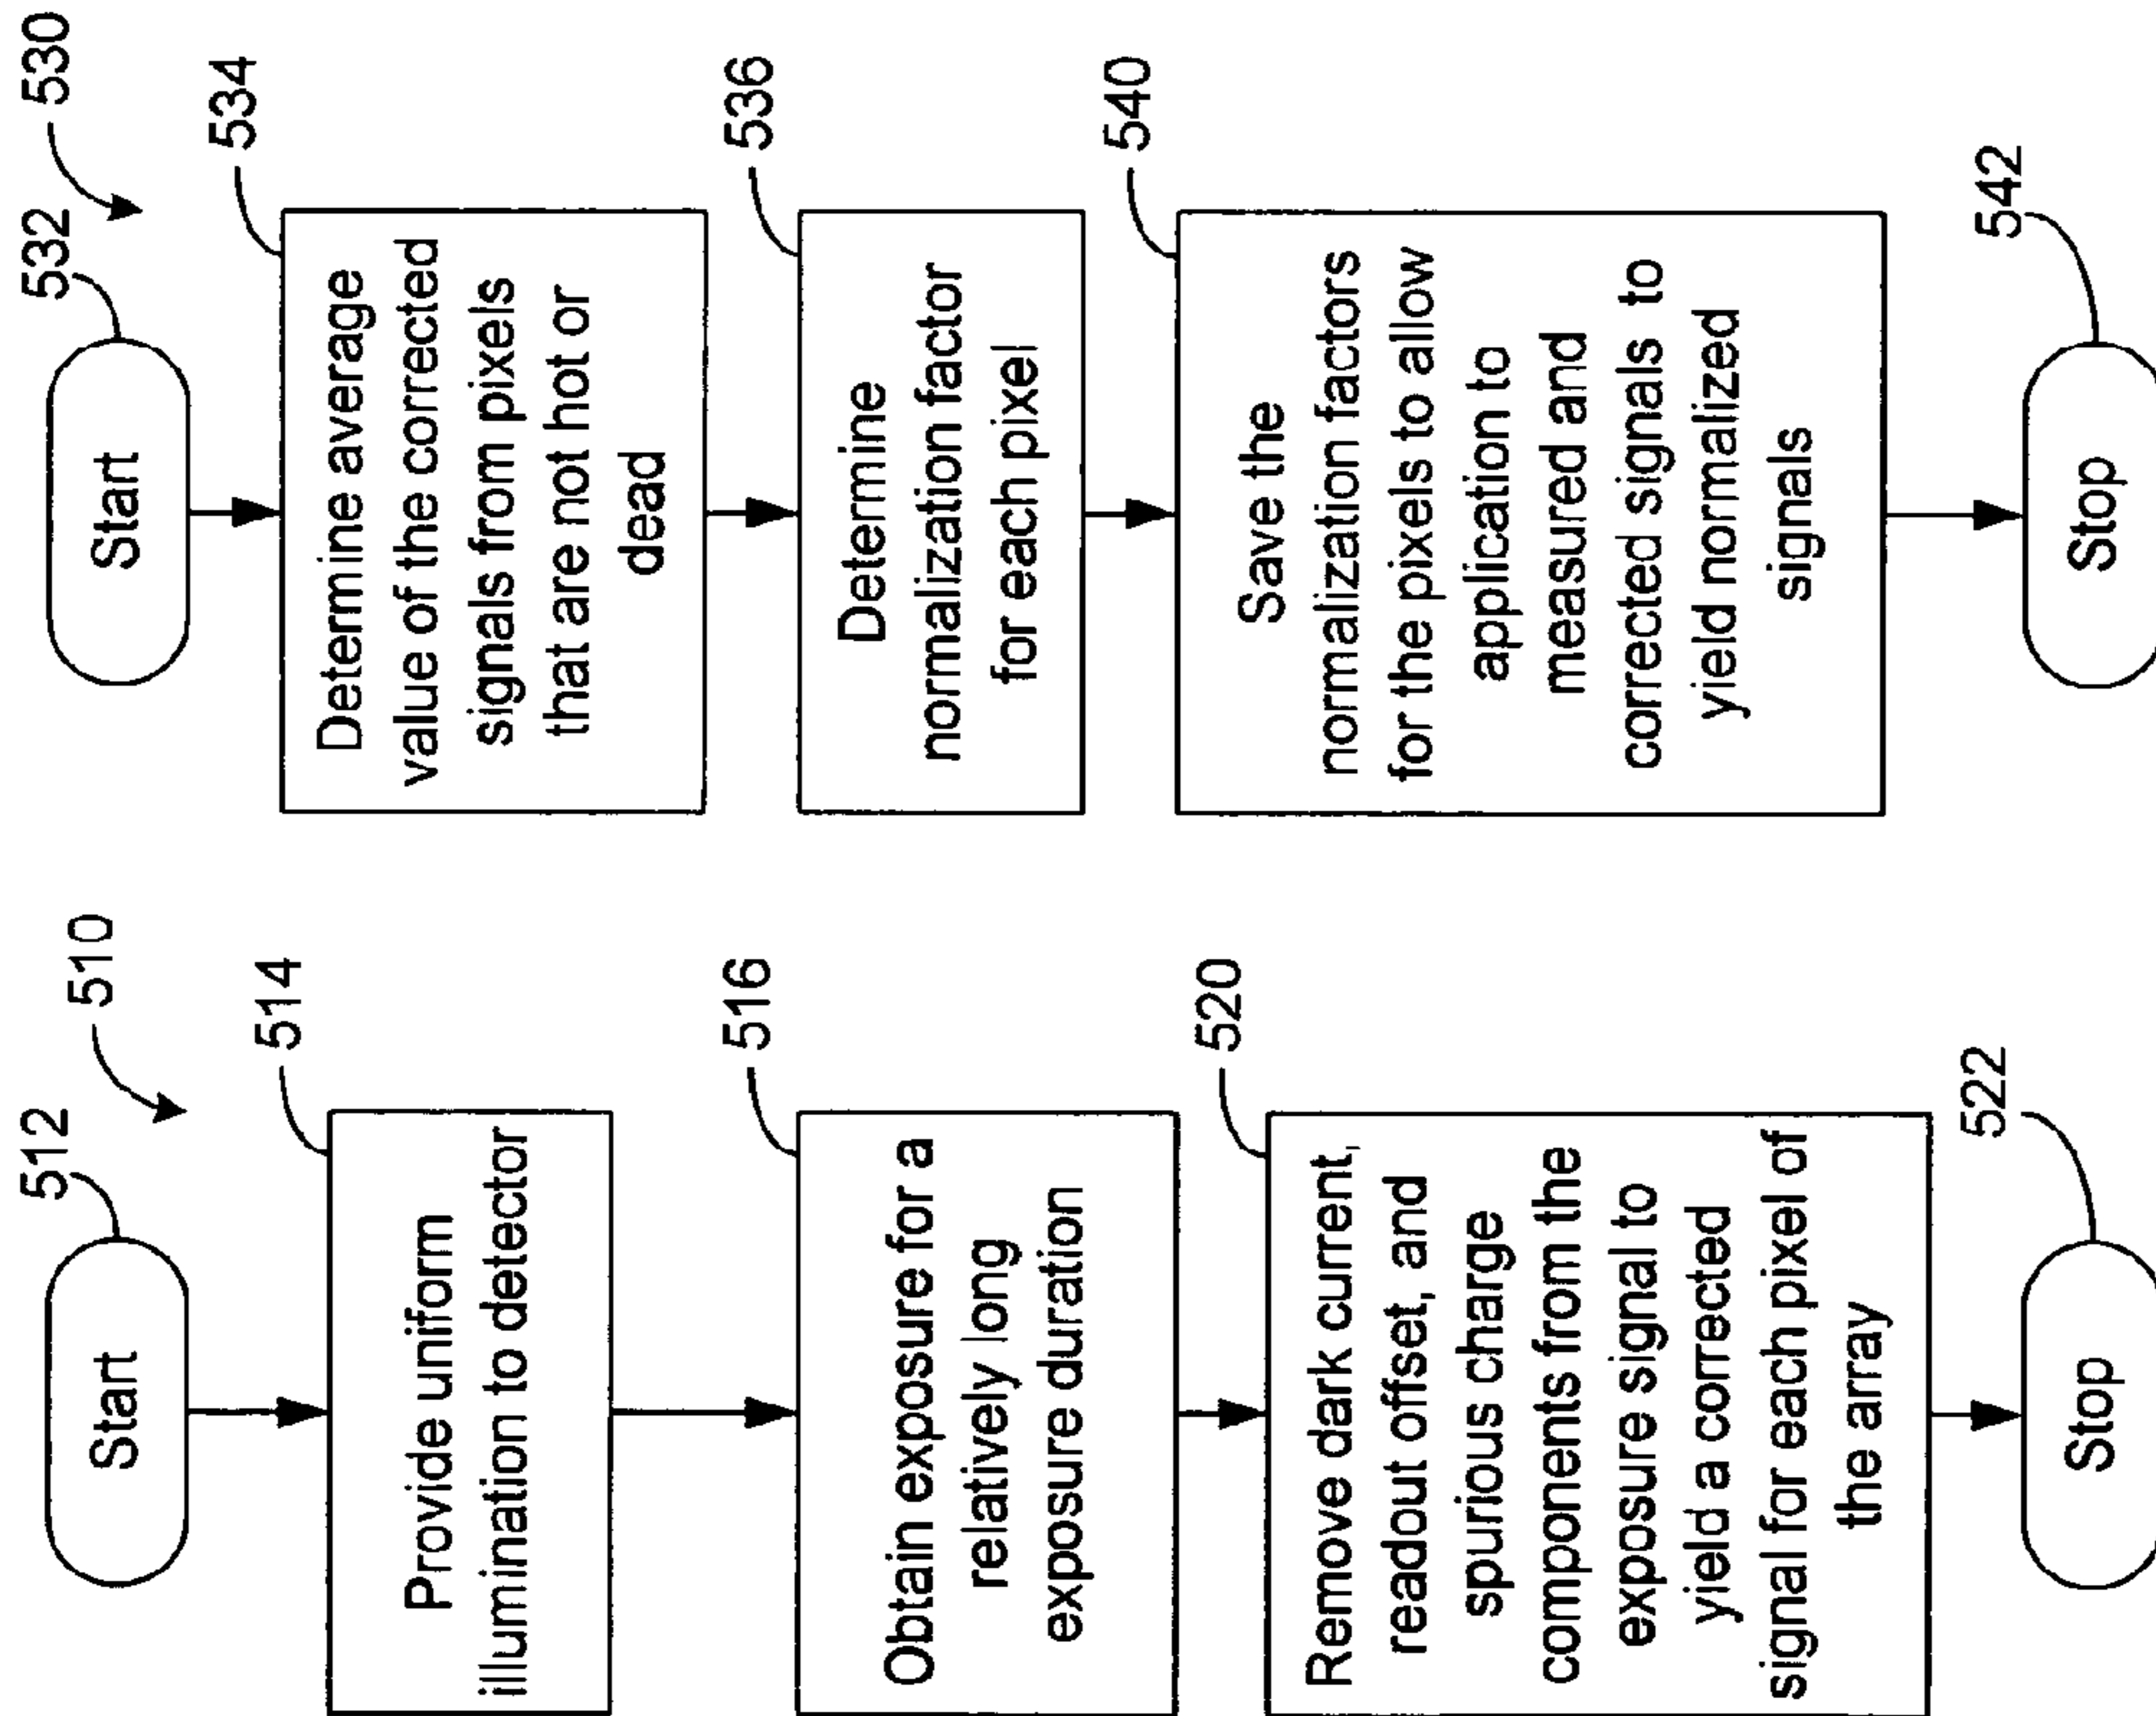 510
512
Start
514
Provide uniform
illumination to detector
516
Obtain exposure for a
relatively long
exposure duration
520
Remove dark current,
readout offset, and
spurious charge
components from the
exposure signal to
yield a corrected
signal for each pixel of
the array
522
Stop
530
532
Start
534
Determine average
value of the corrected
signals from pixels
that are not hot or
dead
536
Determine
normalization factor
for each pixel
540
Save the
normalization factors
for the pixels to allow
application to
measured and
corrected signals to
yield normalized
signals
542
Stop